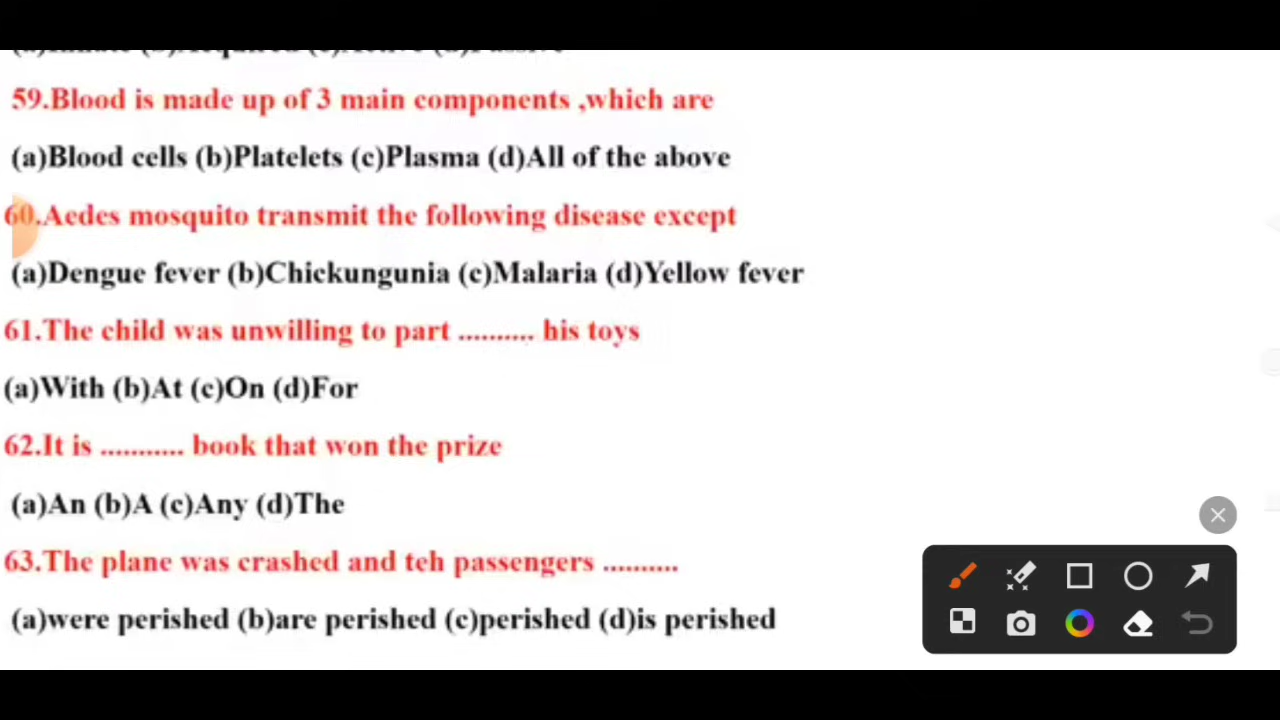 59.Blood is made up of 3 main components ,which are
(a)Blood cells (b)Platelets (c)Plasma (d)All of the above
60.Aedes mosquito transmit the following disease except
(a)Dengue fever (b)Chickungunia (c)Malaria (d)Yellow fever
61.The child was unwilling to part .......... his toys
(a)With (b)At (c)On (d)For
62.It is ........... book that won the prize
(a)An (b)A (c)Any (d)The
63.The plane was crashed and teh passengers ..........
(a)were perished (b)are perished (c)perished (d)is perished